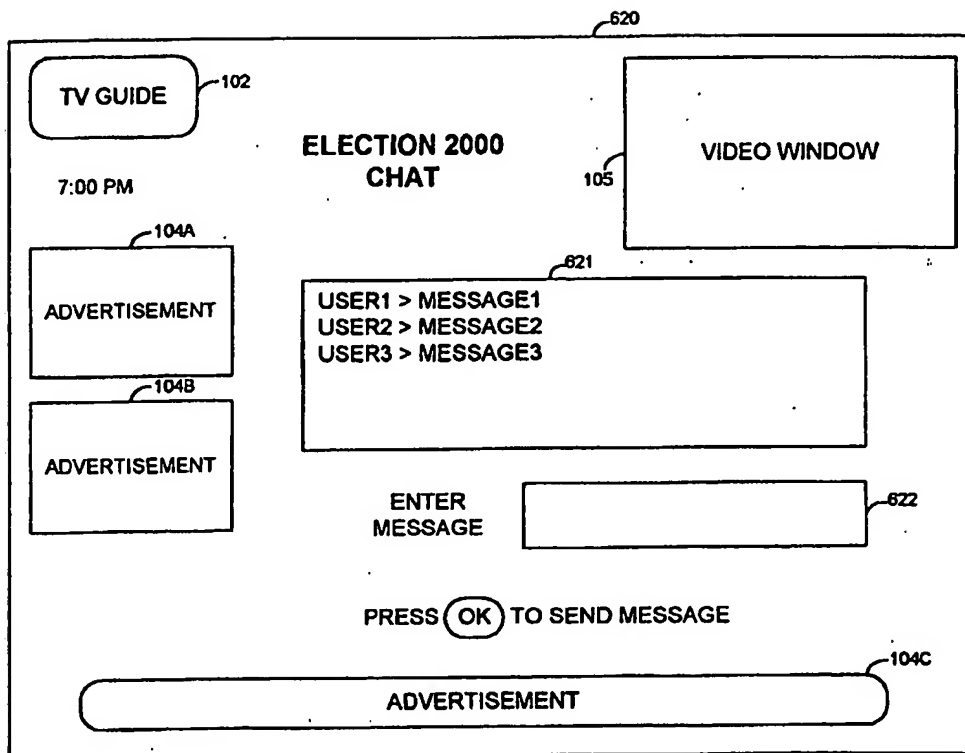 620
TV GUIDE
102
ELECTION 2000
CHAT
VIDEO WINDOW
105
7:00 PM
104A
ADVERTISEMENT
621
USER1 > MESSAGE1
USER2 > MESSAGE2
USER3 > MESSAGE3
104B
ADVERTISEMENT
ENTER
MESSAGE
622
PRESS OK TO SEND MESSAGE
104C
ADVERTISEMENT